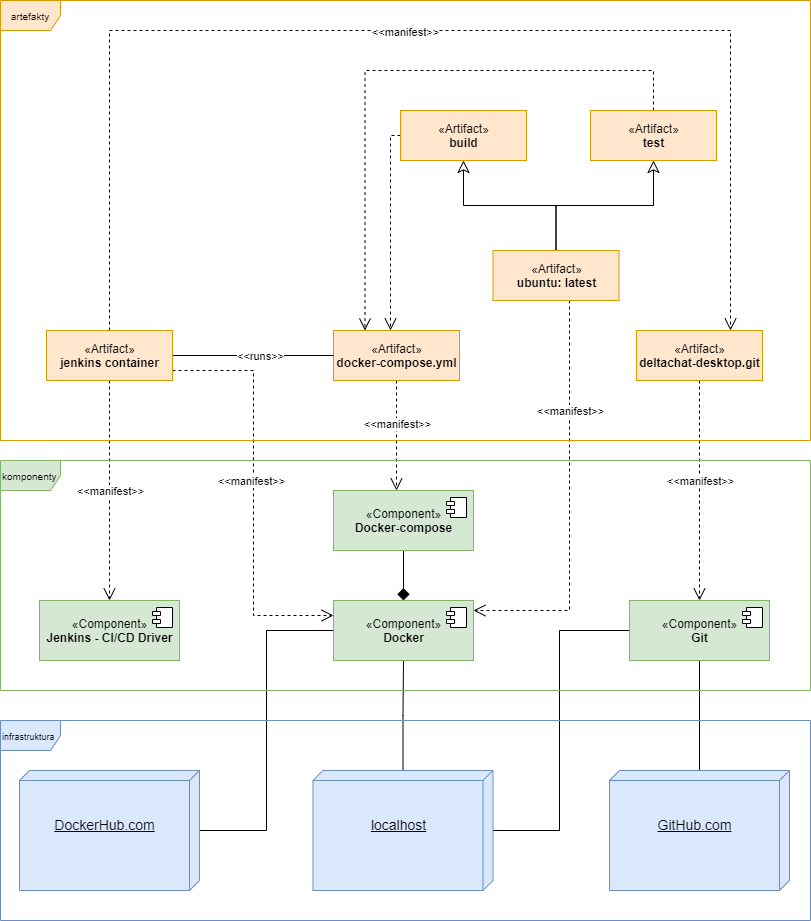 artefakty
<<manifest>>
«Artifact»
build
«Artifact»
test
«Artifact»
ubuntu: latest
«Artifact»
jenkins container
<<runs>>
«Artifact»
docker-compose.yml
«Artifact»
deltachat-desktop.git
<<manifest>>
<<manifest>>
komponenty
<<manifest>>
<<manifest>>
<<manifest>>
«Component»
Docker-compose
«Component»
Jenkins - CI/CD Driver
«Component»
Docker
«Component»
Git
infrastruktura
DockerHub.com
localhost
GitHub.com